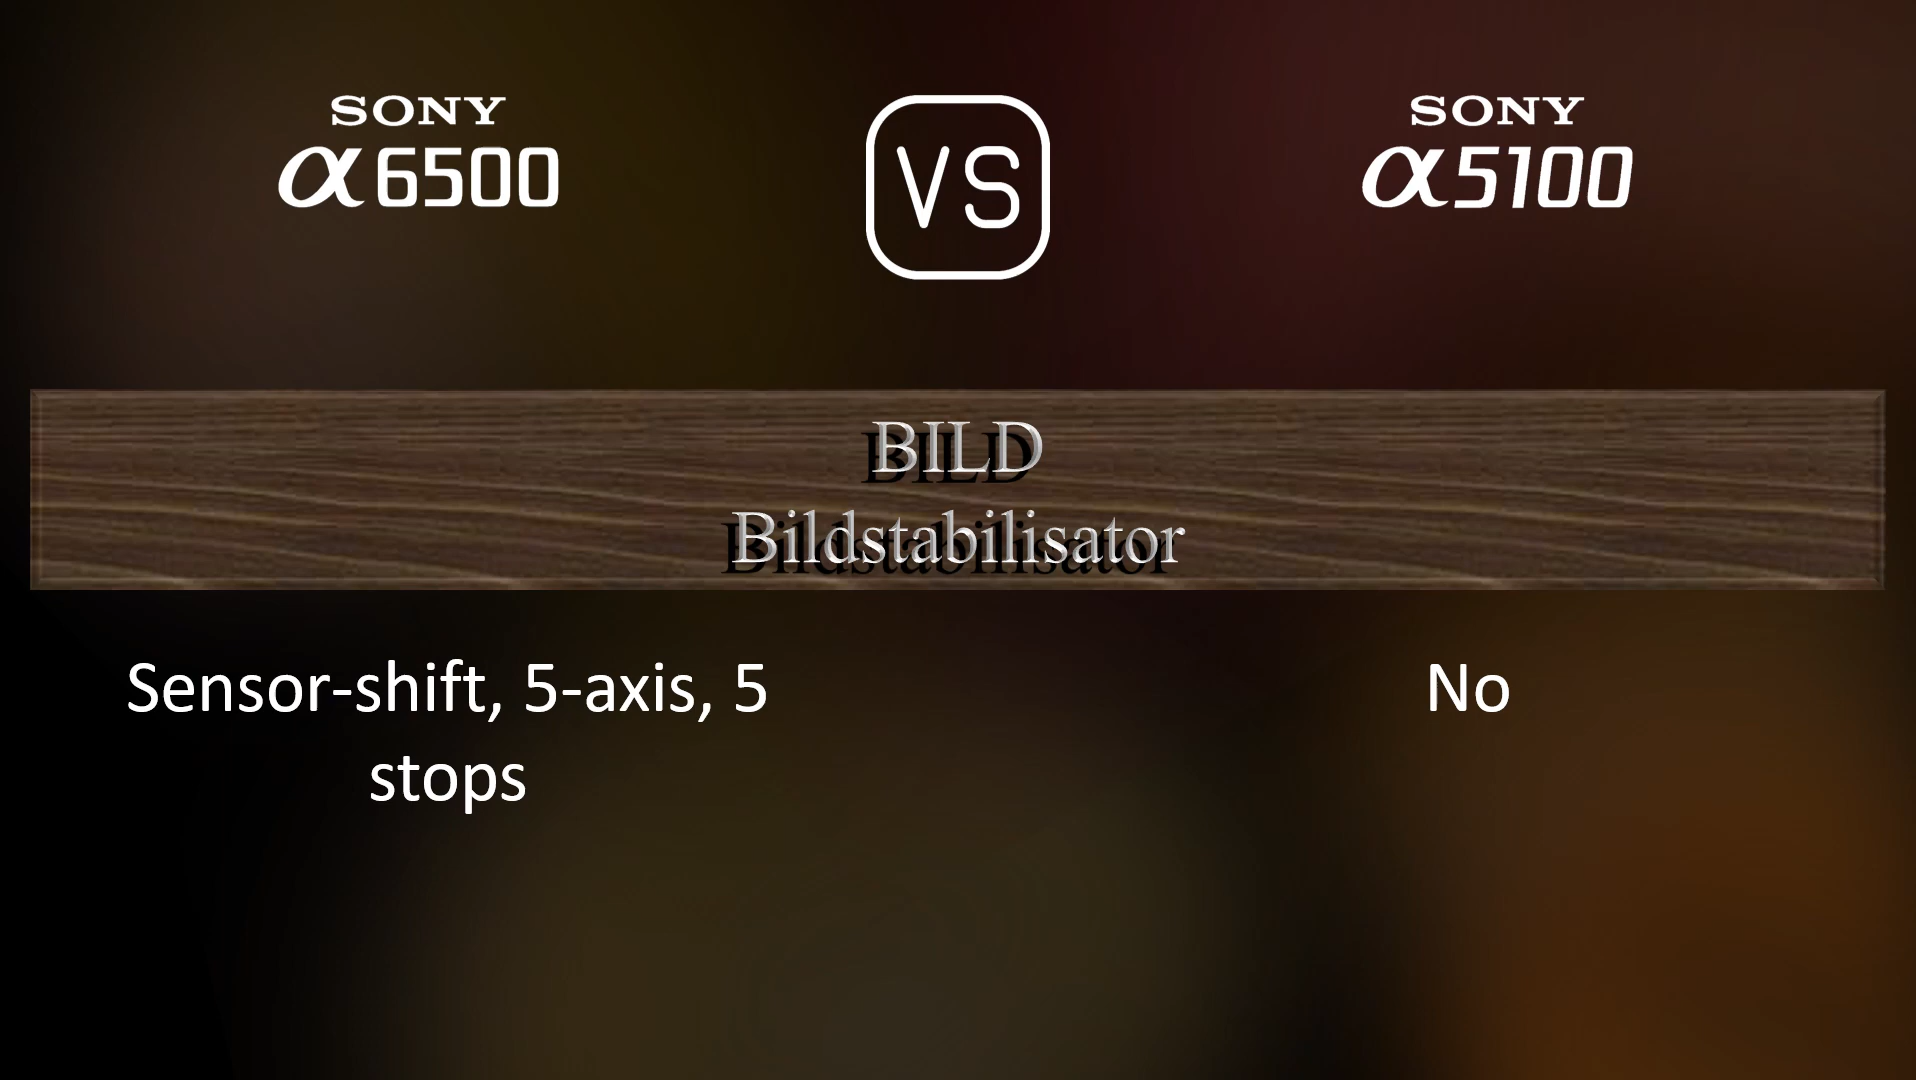 SONY
α6500
VS
SONY
α5100
BILD
Bildstabilisator
Sensor-shift, 5-axis, 5
stops
No